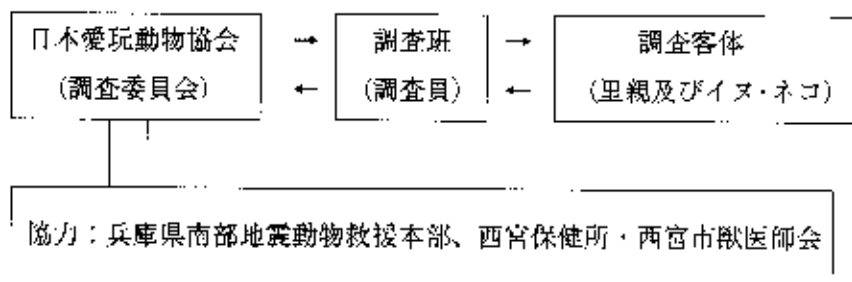 日本愛玩動物協会 → 調査班 → 調査客体
(調査委員会) ← (調査員) ← (里親及びイヌ・ネコ)
協力:兵庫県南部地震動物救援本部、西宮保健所・西宮市獣医師会